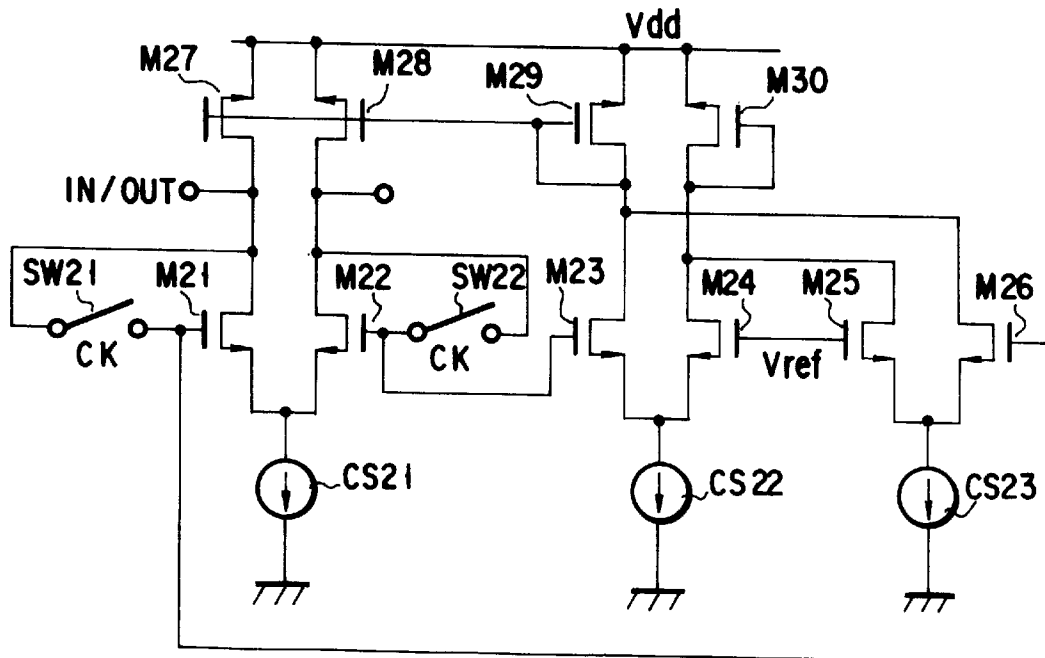 Vdd
M27
M28
M29
M30
IN/OUT
SW21
M21
M22
SW22
M23
M24
M25
M26
CK
CK
Vref
CS21
CS22
CS23